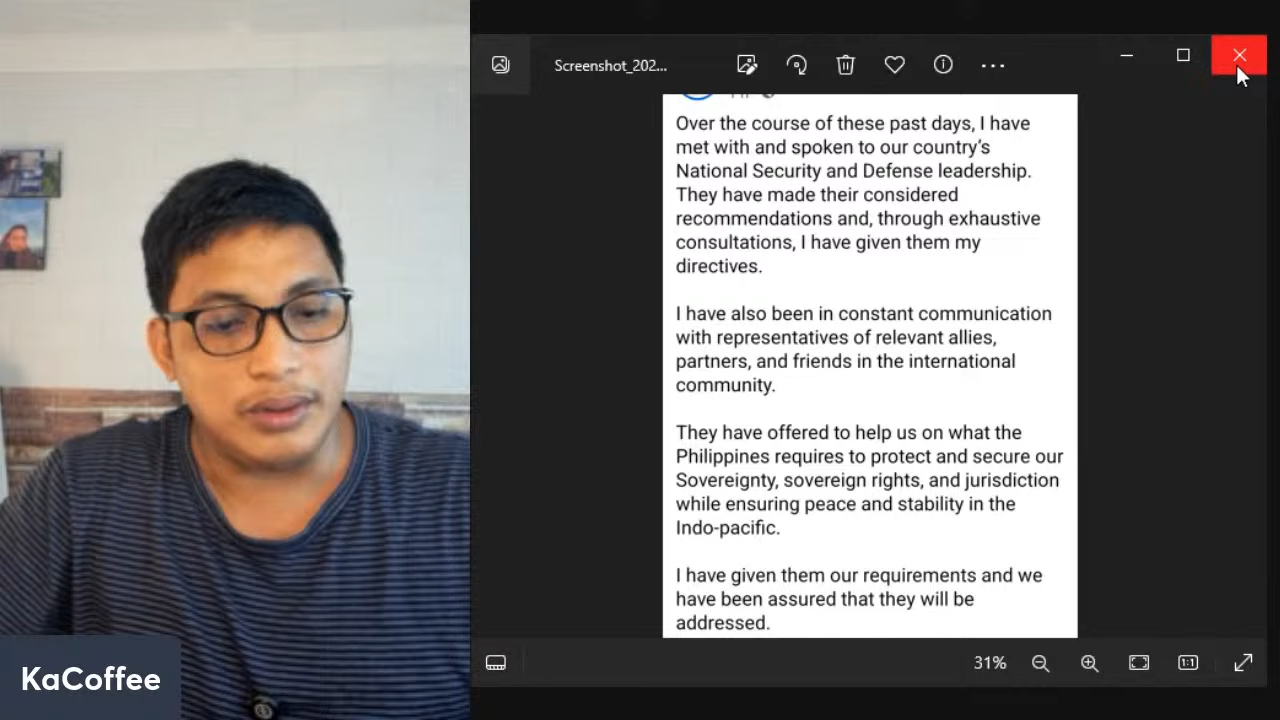 Screenshot_202...
Over the course of these past days, I have
met with and spoken to our country's
National Security and Defense leadership.
They have made their considered
recommendations and, through exhaustive
consultations, I have given them my
directives.
I have also been in constant communication
with representatives of relevant allies,
partners, and friends in the international
community.
They have offered to help us on what the
Philippines requires to protect and secure our
Sovereignty, sovereign rights, and jurisdiction
while ensuring peace and stability in the
Indo-pacific.
I have given them our requirements and we
have been assured that they will be
addressed.
31%
1:1
KaCoffee